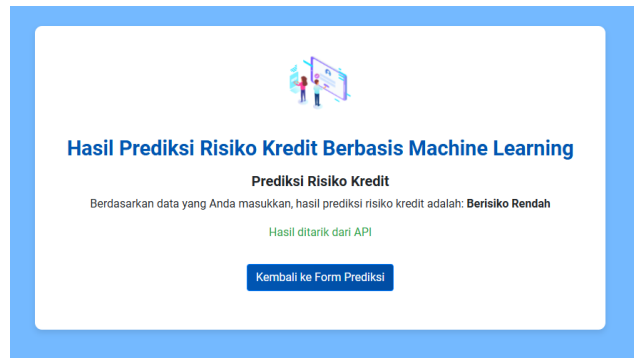 Hasil Prediksi Risiko Kredit Berbasis Machine Learning
Prediksi Risiko Kredit
Berdasarkan data yang Anda masukkan, hasil prediksi risiko kredit adalah: Berisiko Rendah
Hasil ditarik dari API
Kembali ke Form Prediksi